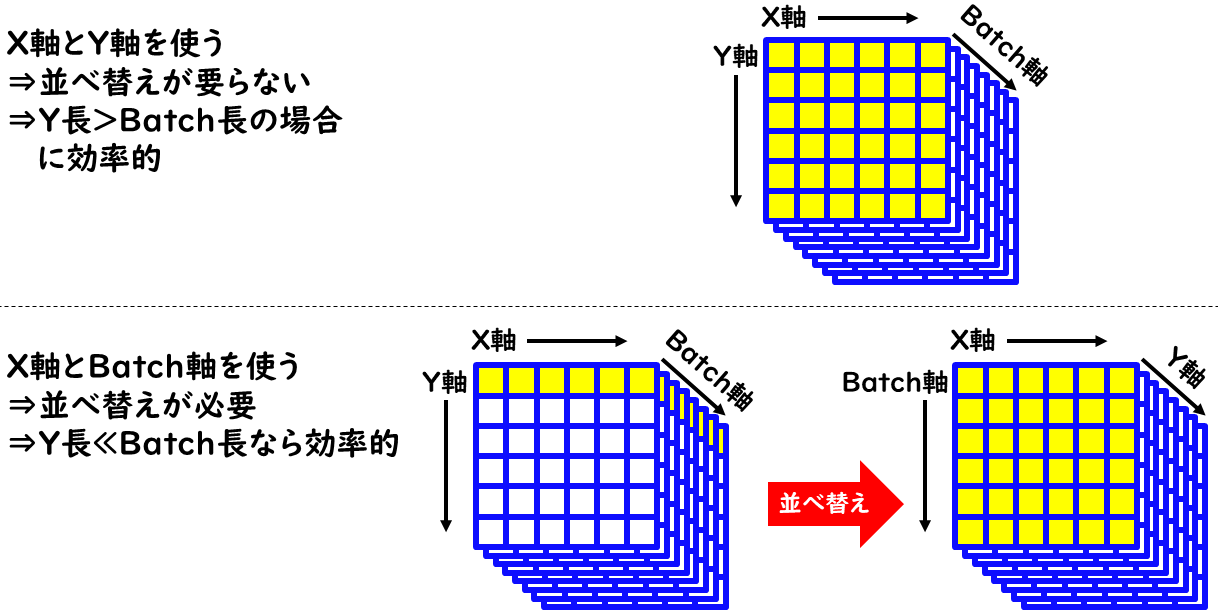 X軸とY軸を使う
⇒並べ替えが要らない
⇒Y長>Batch長の場合
に効率的
X軸
Y軸
Batch軸
X軸とBatch軸を使う
⇒並べ替えが必要
⇒Y長≪Batch長なら効率的
X軸
Y軸
Batch軸
並べ替え
X軸
Batch軸
Y軸